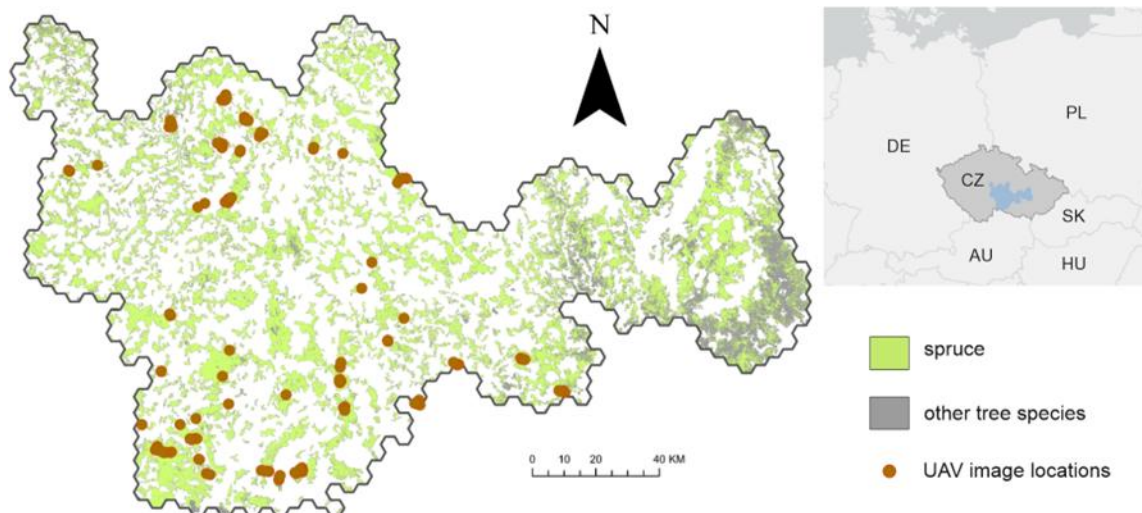 N
DE
PL
CZ
SK
AU
HU
spruce
other tree species
UAV image locations
0 10 20 40 KM